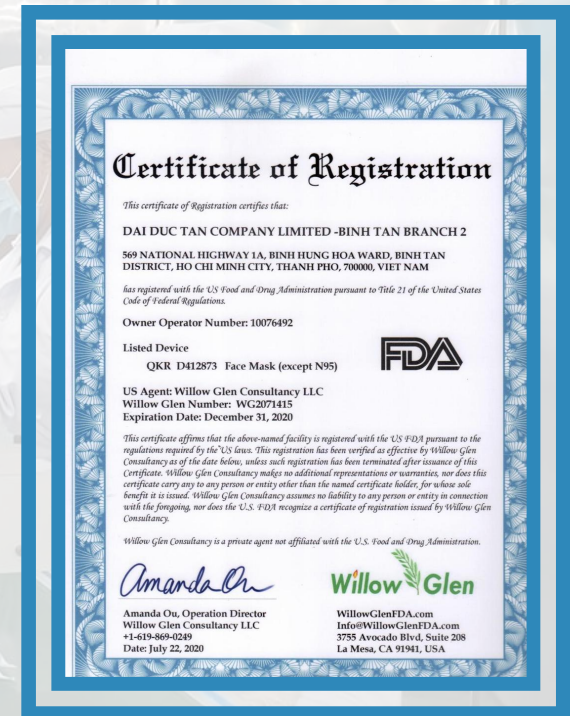 Certificate of Registration
This certificate of Registration certifies that:
DAI DUC TAN COMPANY LIMITED -BINH TAN BRANCH 2
569 NATIONAL HIGHWAY 1A, BINH HUNG HOA WARD, BINH TAN
DISTRICT, HO CHI MINH CITY, THANH PHO, 700000, VIET NAM
has registered with the US Food and Drug Administration pursuant to Title 21 of the United States
Code of Federal Regulations.
Owner Operator Number: 10076492
Listed Device
QKR D412873 Face Mask (except N95)
FDA
US Agent: Willow Glen Consultancy LLC
Willow Glen Number: WG2071415
Expiration Date: December 31, 2020
This certificate affirms that the above-named facility is registered with the US FDA pursuant to the
regulations required by the US laws. This registration has been verified as effective by Willow Glen
Consultancy as of the date below, unless such registration has been terminated after issuance of this
Certificate. Willow Glen Consultancy makes no additional representations or warranties, nor does this
certificate carry any to any person or entity other than the named certificate holder, for whose sole
benefit it is issued. Willow Glen Consultancy assumes no liability to any person or entity in connection
with the foregoing, nor does the U.S. FDA recognize a certificate of registration issued by Willow Glen
Consultancy.
Willow Glen Consultancy is a private agent not affiliated with the U.S. Food and Drug Administration.
Amanda Ou
Willow Glen
Amanda Ou, Operation Director
Willow Glen Consultancy LLC
+1-619-869-0249
Date: July 22, 2020
WillowGlenFDA.com
Info@WillowGlenFDA.com
3755 Avocado Blvd, Suite 208
La Mesa, CA 91941, USA